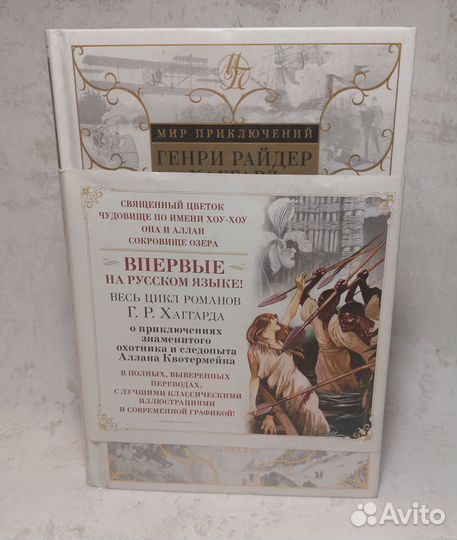 МП
МИР ПРИКЛЮЧЕНИЙ
ГЕНРИ РАЙДЕР
ХАГГАРД
СВЯЩЕННЫЙ ЦВЕТОК
ЧУДОВИЩЕ ПО ИМЕНИ ХОУ-ХОУ
ОНА И АЛЛАН
СОКРОВИЩЕ ОЗЕРА
ВПЕРВЫЕ
НА РУССКОМ ЯЗЫКЕ!
ВЕСЬ ЦИКЛ РОМАНОВ
Г. Р. ХАГГАРДА
о приключениях
знаменитого
охотника и следопыта
Аллана Квотермейна
В ПОЛНЫХ, ВЫВЕРЕННЫХ
ПЕРЕВОДАХ,
С ЛУЧШИМИ КЛАССИЧЕСКИМИ
ИЛЛЮСТРАЦИЯМИ
И СОВРЕМЕННОЙ ГРАФИКОЙ!
Avito